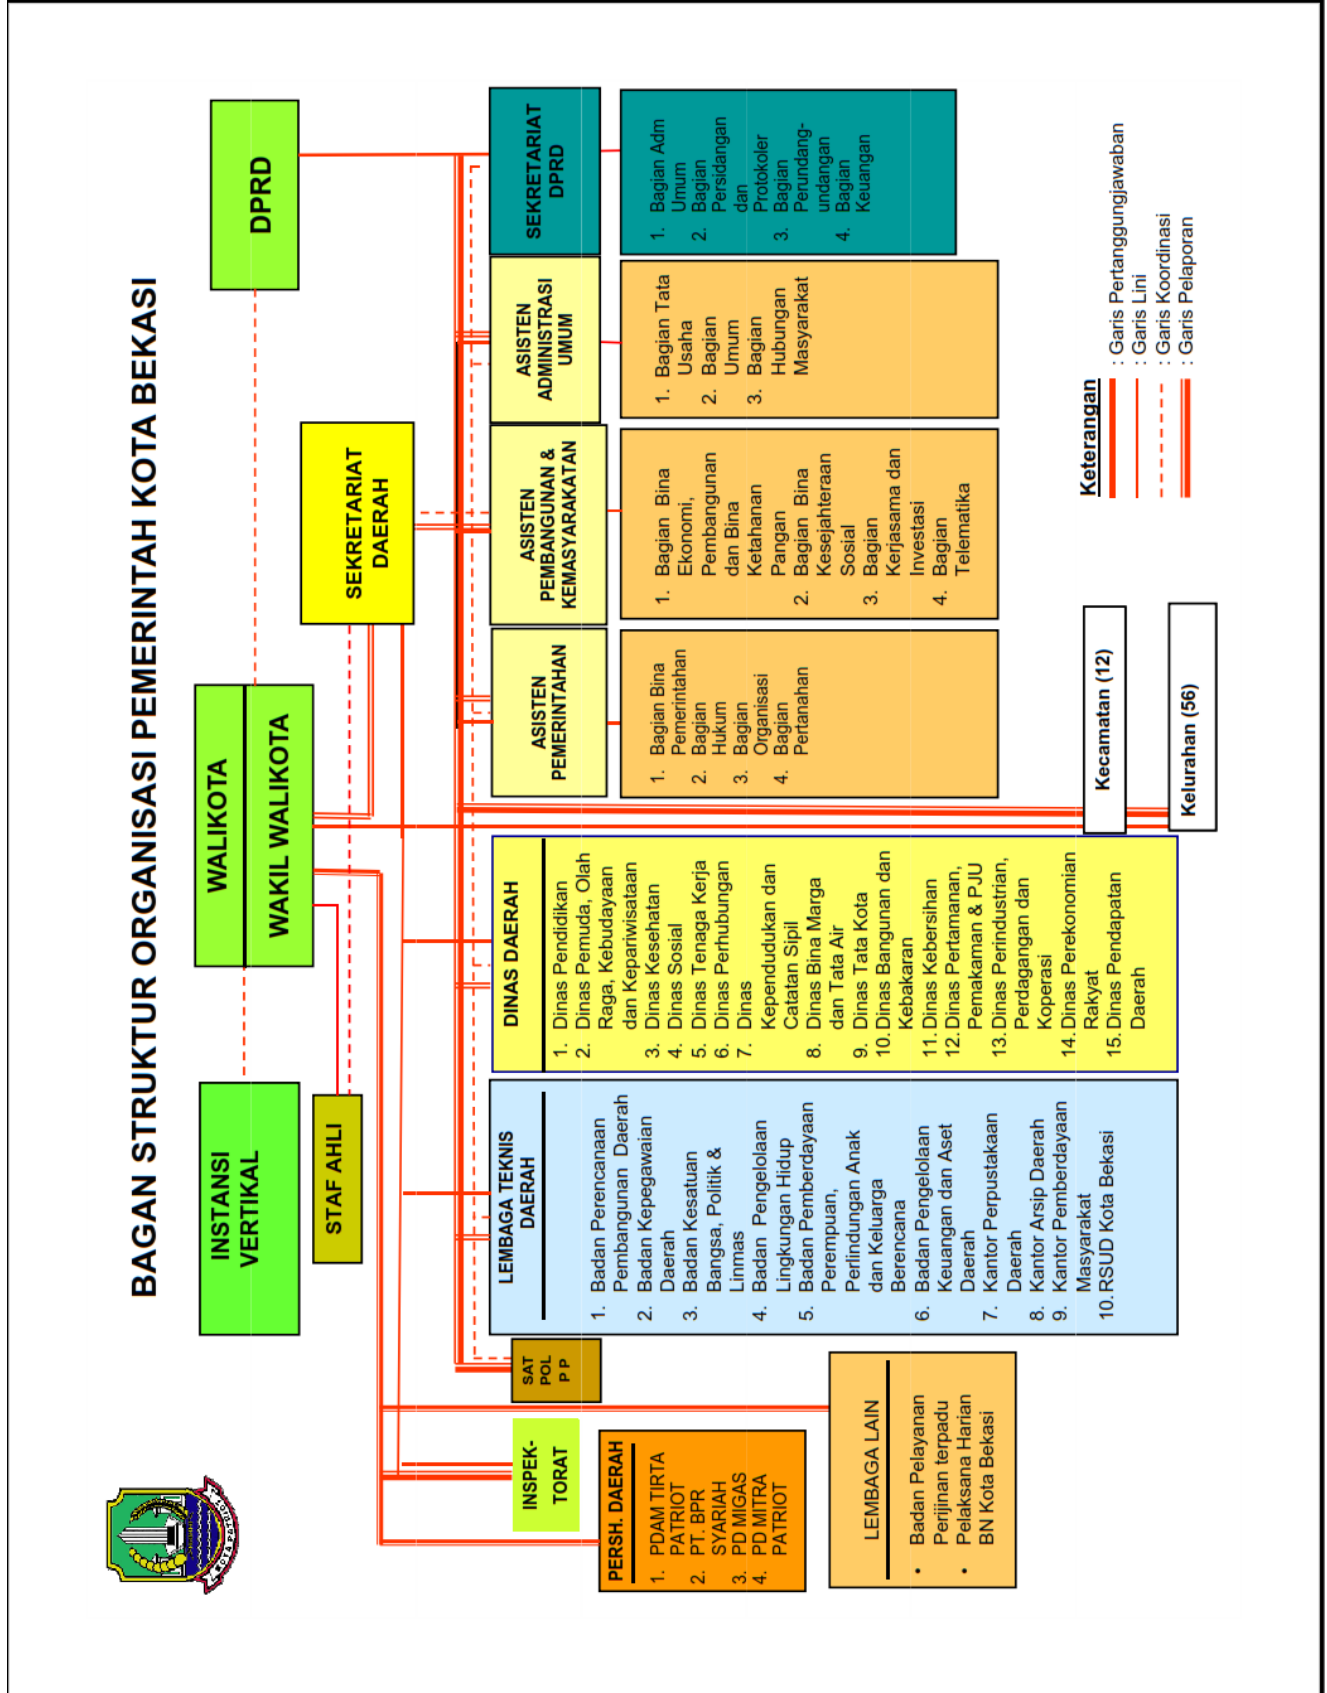 BAGAN STRUKTUR ORGANISASI PEMERINTAH KOTA BEKASI
INSTANSI
VERTIKAL
WALIKOTA
WAKIL WALIKOTA
DPRD
STAF AHLI
SEKRETARIAT
DAERAH
INSPEK-
TORAT
SAT
POL
P P
PERSH. DAERAH
1. PDAM TIRTA
PATRIOT
2. PT. BPR
SYARIAH
3. PD MIGAS
4. PD MITRA
PATRIOT
LEMBAGA LAIN
• Badan Pelayanan
Perijinan terpadu
• Pelaksana Harian
BN Kota Bekasi
LEMBAGA TEKNIS
DAERAH
1. Badan Perencanaan
Pembangunan Daerah
2. Badan Kepegawaian
Daerah
3. Badan Kesatuan
Bangsa, Politik &
Linmas
4. Badan Pengelolaan
Lingkungan Hidup
5. Badan Pemberdayaan
Perempuan,
Perlindungan Anak
dan Keluarga
Berencana
6. Badan Pengelolaan
Keuangan dan Aset
Daerah
7. Kantor Perpustakaan
Daerah
8. Kantor Arsip Daerah
9. Kantor Pemberdayaan
Masyarakat
10. RSUD Kota Bekasi
DINAS DAERAH
1. Dinas Pendidikan
2. Dinas Pemuda, Olah
Raga, Kebudayaan
dan Kepariwisataan
3. Dinas Kesehatan
4. Dinas Sosial
5. Dinas Tenaga Kerja
6. Dinas Perhubungan
7. Dinas
Kependudukan dan
Catatan Sipil
8. Dinas Bina Marga
dan Tata Air
9. Dinas Tata Kota
10. Dinas Bangunan dan
Kebakaran
11. Dinas Kebersihan
12. Dinas Pertamanan,
Pemakaman & PJU
13. Dinas Perindustrian,
Perdagangan dan
Koperasi
14. Dinas Perekonomian
Rakyat
15. Dinas Pendapatan
Daerah
ASISTEN
PEMERINTAHAN
1. Bagian Bina
Pemerintahan
2. Bagian
Hukum
3. Bagian
Organisasi
4. Bagian
Pertanahan
ASISTEN
PEMBANGUNAN &
KEMASYARAKATAN
1. Bagian Bina
Ekonomi,
Pembangunan
dan Bina
Ketahanan
Pangan
2. Bagian Bina
Kesejahteraan
Sosial
3. Bagian
Kerjasama dan
Investasi
4. Bagian
Telematika
ASISTEN
ADMINISTRASI
UMUM
1. Bagian Tata
Usaha
2. Bagian
Umum
3. Bagian
Hubungan
Masyarakat
SEKRETARIAT
DPRD
1. Bagian Adm
Umum
2. Bagian
Persidangan
dan
Protokoler
3. Bagian
Perundang-
undangan
4. Bagian
Keuangan
Kecamatan (12)
Kelurahan (56)
Keterangan
: Garis Pertanggungjawaban
: Garis Lini
: Garis Koordinasi
: Garis Pelaporan